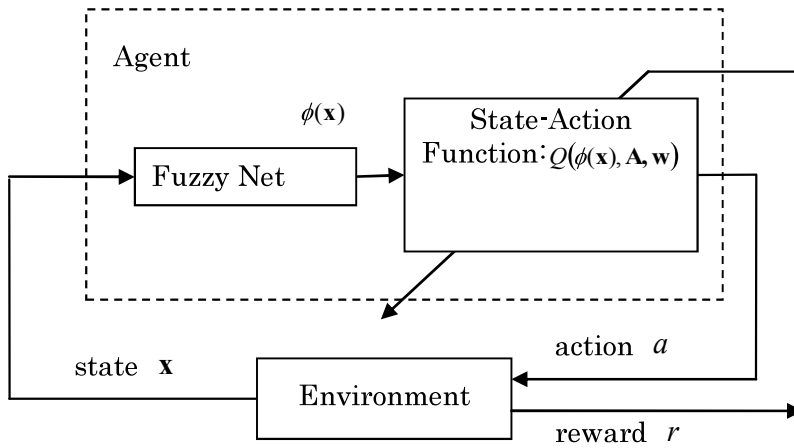 Agent
ϕ(x)
State-Action
Function: Q(ϕ(x), A, w)
Fuzzy Net
action a
state x
Environment
reward r